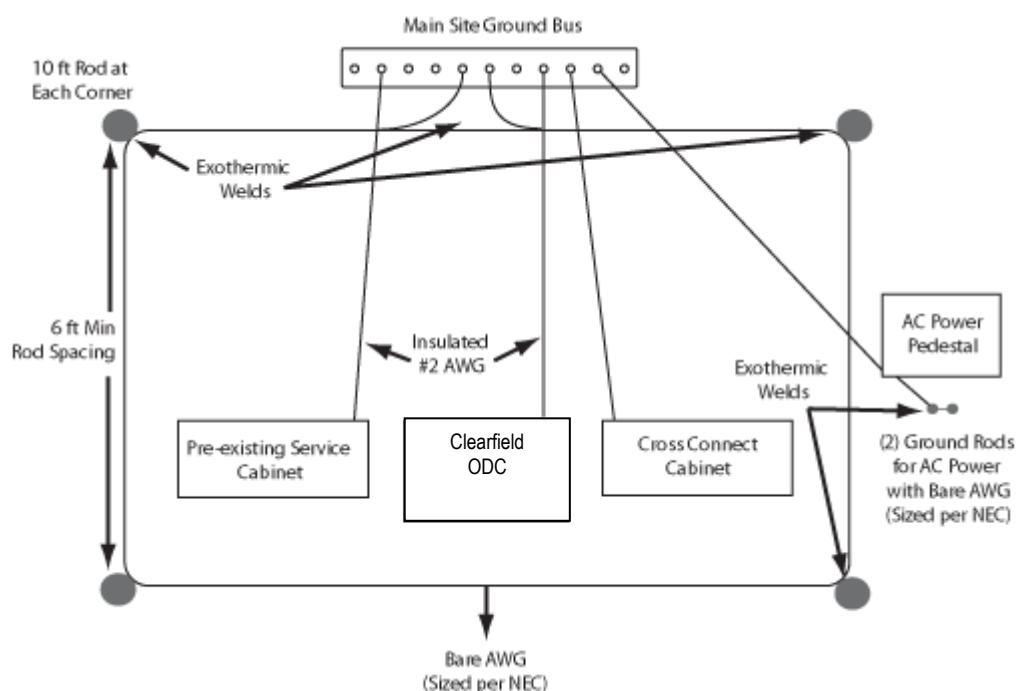 Main Site Ground Bus
10 ft Rod at
Each Corner
Exothermic
Welds
6 ft Min
Rod Spacing
Insulated
#2 AWG
AC Power
Pedestal
Exothermic
Welds
Pre-existing Service
Cabinet
Clearfield
ODC
Cross Connect
Cabinet
(2) Ground Rods
for AC Power
with Bare AWG
(Sized per NEC)
Bare AWG
(Sized per NEC)